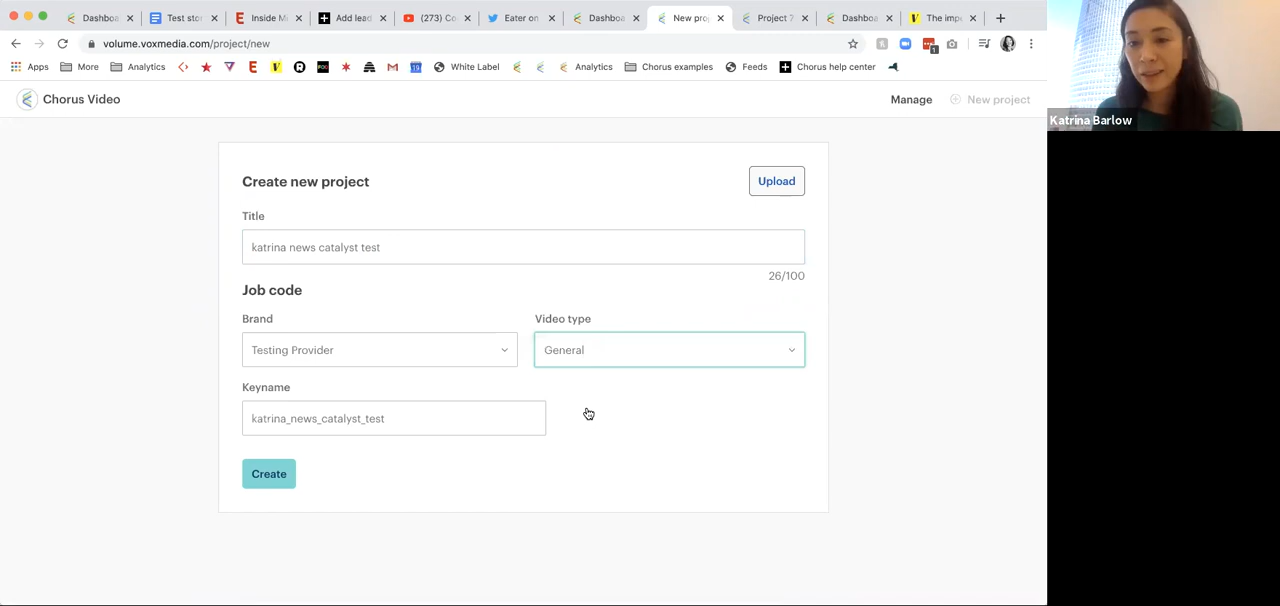 Dashboa
Test stor
Inside M
Add lead
(273) Co
Eater on
Dashboa
New proj
Project 7
Dashboa
The imp
volume.voxmedia.com/project/new
Apps
More
Analytics
White Label
Analytics
Chorus examples
Feeds
Chorus help center
Chorus Video
Manage
New project
Katrina Barlow
Create new project
Upload
Title
katrina news catalyst test
26/100
Job code
Brand
Video type
Testing Provider
General
Keyname
katrina_news_catalyst_test
Create